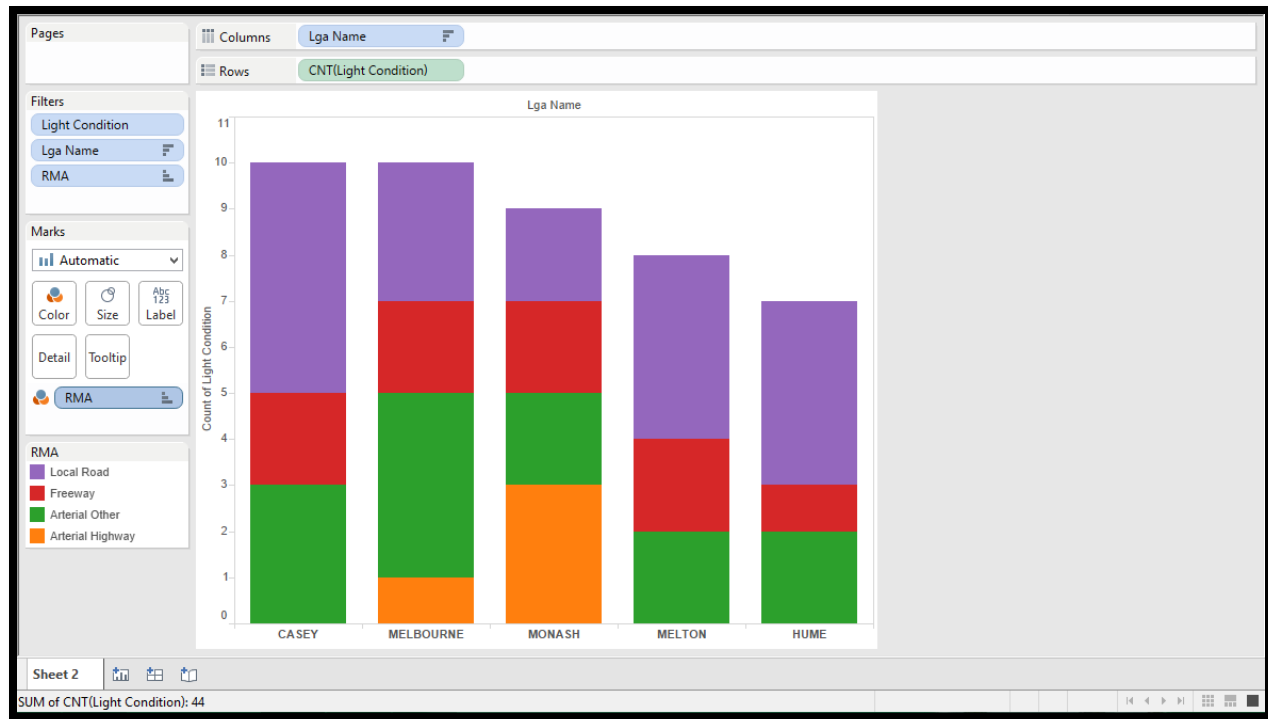 Pages
Columns
Lga Name
Rows
CNT(Light Condition)
Filters
Light Condition
Lga Name
RMA
Marks
Automatic
Color
Size
Abc
123
Label
Detail
Tooltip
RMA
RMA
Local Road
Freeway
Arterial Other
Arterial Highway
Lga Name
Count of Light Condition
11
10
9
8
7
6
5
4
3
2
1
0
CASEY MELBOURNE MONASH MELTON HUME
Sheet 2
SUM of CNT(Light Condition): 44